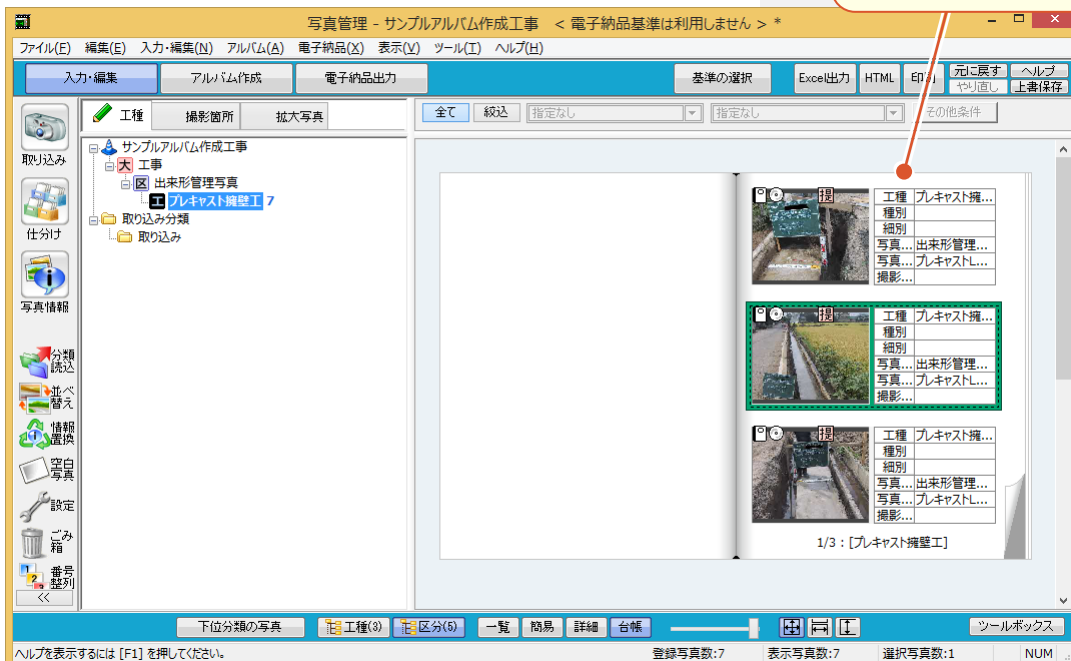 写真管理 - サンプルアルバム作成工事 < 電子納品基準は利用しません > *
ファイル(F) 編集(E) 入力・編集(N) アルバム(A) 電子納品(X) 表示(V) ツール(T) ヘルプ(H)
入力・編集 アルバム作成 電子納品出力 基準の選択 Excel出力 HTML 印刷 元に戻す ヘルプ
やり直し 上書保存
工種 撮影箇所 拡大写真 全て 絞込 指定なし 指定なし その他条件
取り込み
仕分け
写真情報
分類読込
並べ替え
情報置換
空白写真
設定
ごみ箱
番号整列
<<
サンプルアルバム作成工事
大 工事
区 出来形管理写真
工 プレキャスト擁壁工 7
取り込み分類
取り込み
提
工種 プレキャスト擁...
種別
細別
写真... 出来形管理...
写真... プレキャストL...
撮影...
提
工種 プレキャスト擁...
種別
細別
写真... 出来形管理...
写真... プレキャストL...
撮影...
提
工種 プレキャスト擁...
種別
細別
写真... 出来形管理...
写真... プレキャストL...
撮影...
1/3 : [プレキャスト擁壁工]
下位分類の写真 工種(3) 区分(5) 一覧 簡易 詳細 台帳 ツールボックス
ヘルプを表示するには [F1] を押してください。 登録写真数:7 表示写真数:7 選択写真数:1 NUM